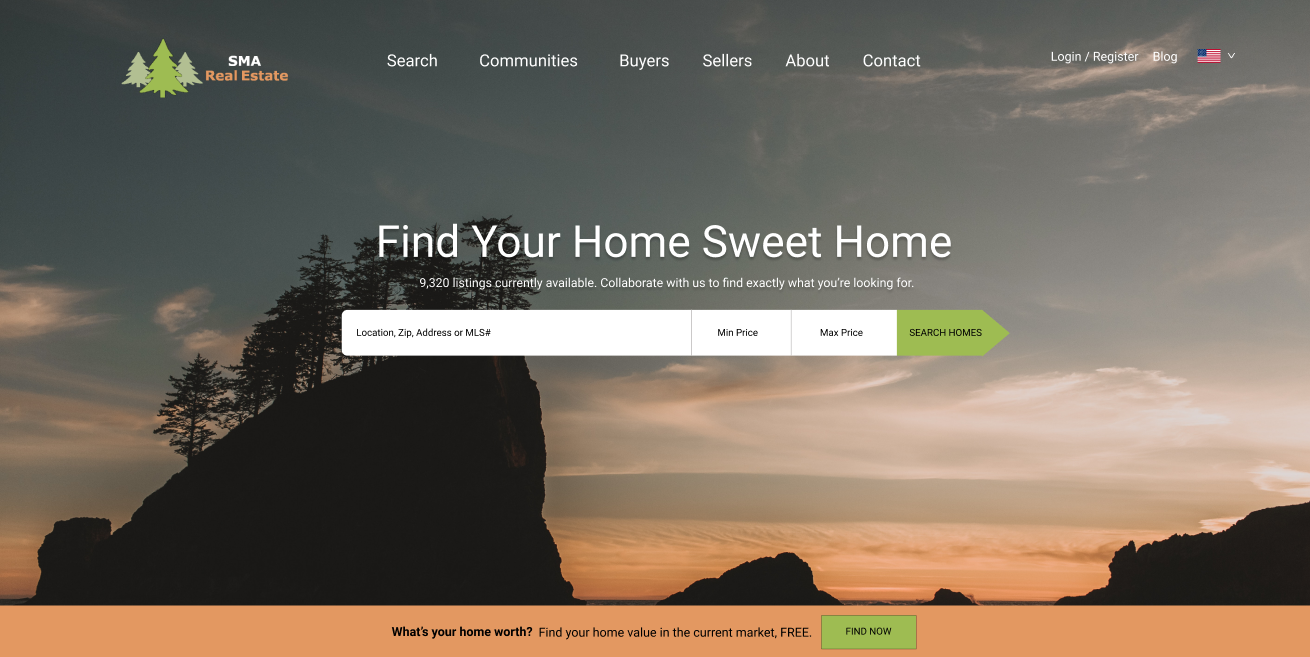 SMA
Real Estate
Search Communities Buyers Sellers About Contact
Login / Register Blog
Find Your Home Sweet Home
9,320 listings currently available. Collaborate with us to find exactly what you’re looking for.
Location, Zip, Address or MLS# Min Price Max Price SEARCH HOMES
What’s your home worth? Find your home value in the current market, FREE. FIND NOW